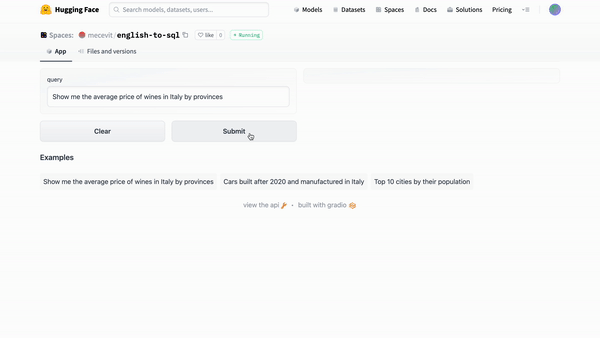 Hugging Face Search models, datasets, users... Models Datasets Spaces Docs Solutions Pricing
Spaces: mecevit/english-to-sql like 0 Running
App Files and versions
query
Show me the average price of wines in Italy by provinces
Clear Submit
Examples
Show me the average price of wines in Italy by provinces Cars built after 2020 and manufactured in Italy Top 10 cities by their population
view the api • built with gradio